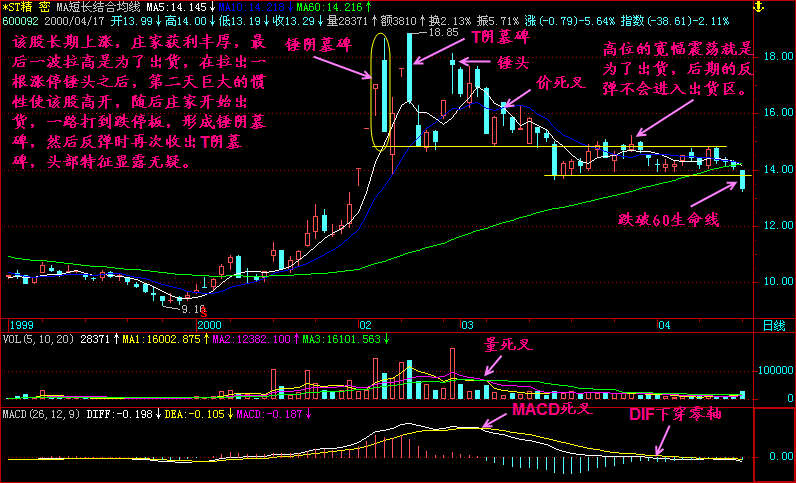 *ST精 密 MA短长结合均线 MA5:14.145↓ MA10:14.218↓ MA60:14.216↑
600092 2000/04/17 开13.99↓高14.00↓低13.19↓收13.29↓量28371↑额3810↑换2.13% 振5.71% 涨(-0.79)-5.64% 指数(-38.61)-2.11%
该股长期上涨，庄家获利丰厚，最
后一波拉高是为了出货，在拉出一
根涨停锤头之后，第二天巨大的惯
性使该股高开，随后庄家开始出
货，一路打到跌停板，形成锤阴墓
碑，然后反弹时再次收出T阴墓
碑，头部特征显露无疑。
锤阴墓碑
18.85
T阴墓碑
锤头
价死叉
高位的宽幅震荡就是
为了出货，后期的反
弹不会进入出货区。
18.00
16.00
14.00
12.00
10.00
跌破60生命线
9.16
1999
2000
02
03
04
日线
VOL(5,10,20) 28371↑MA1:16002.875↑MA2:12382.100↑MA3:16101.563↓
量死叉
100000
0
MACD(26,12,9) DIFF:-0.198↓DEA:-0.105↓MACD:-0.187↓
MACD死叉
DIF下穿零轴
0.00